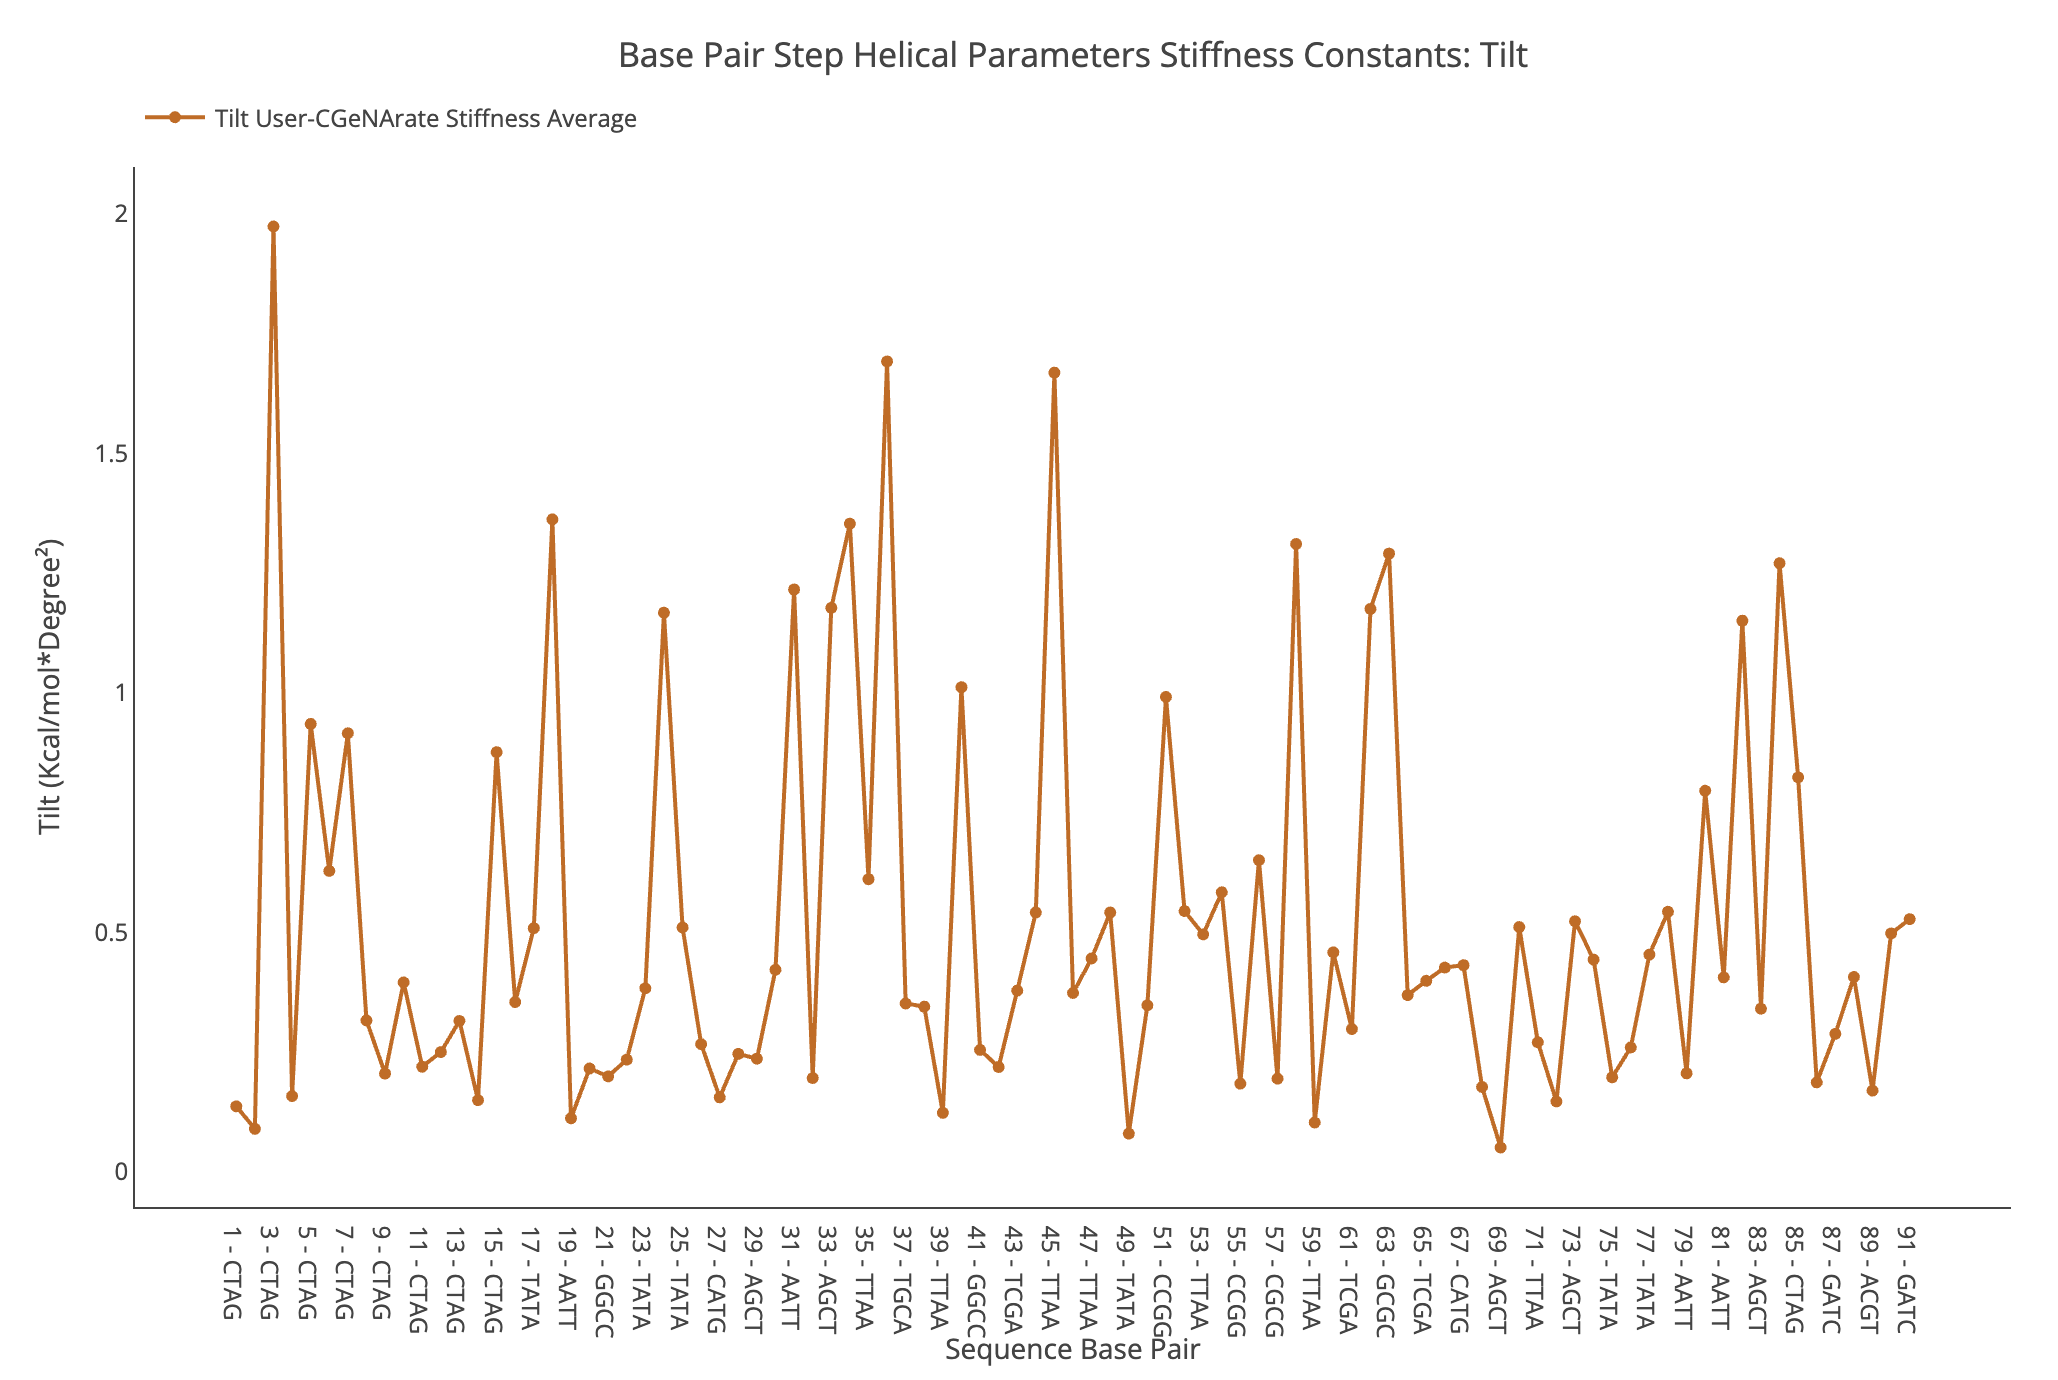 Base Pair Step Helical Parameters Stiffness Constants: Tilt
Tilt User-CGeNArate Stiffness Average
Tilt (Kcal/mol*Degree²)
2
1.5
1
0.5
0
1 - CTAG
3 - CTAG
5 - CTAG
7 - CTAG
9 - CTAG
11 - CTAG
13 - CTAG
15 - CTAG
17 - TATA
19 - AATT
21 - GGCC
23 - TATA
25 - TATA
27 - CATG
29 - AGCT
31 - AATT
33 - AGCT
35 - TTAA
37 - TGCA
39 - TTAA
41 - GGCC
43 - TCGA
45 - TTAA
47 - TTAA
49 - TATA
51 - CCGG
53 - TTAA
55 - CCGG
57 - CGCG
59 - TTAA
61 - TCGA
63 - GCGC
65 - TCGA
67 - CATG
69 - AGCT
71 - TTAA
73 - AGCT
75 - TATA
77 - TATA
79 - AATT
81 - AATT
83 - AGCT
85 - CTAG
87 - GATC
89 - ACGT
91 - GATC
Sequence Base Pair